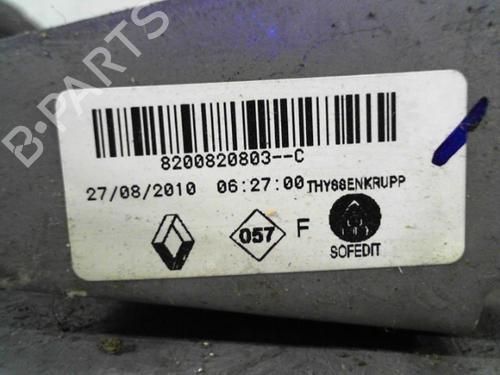 B-PARTS
8200820803--C
27/08/2010 06:27:00 THYSSENKRUPP
057 F
SOFEDIT